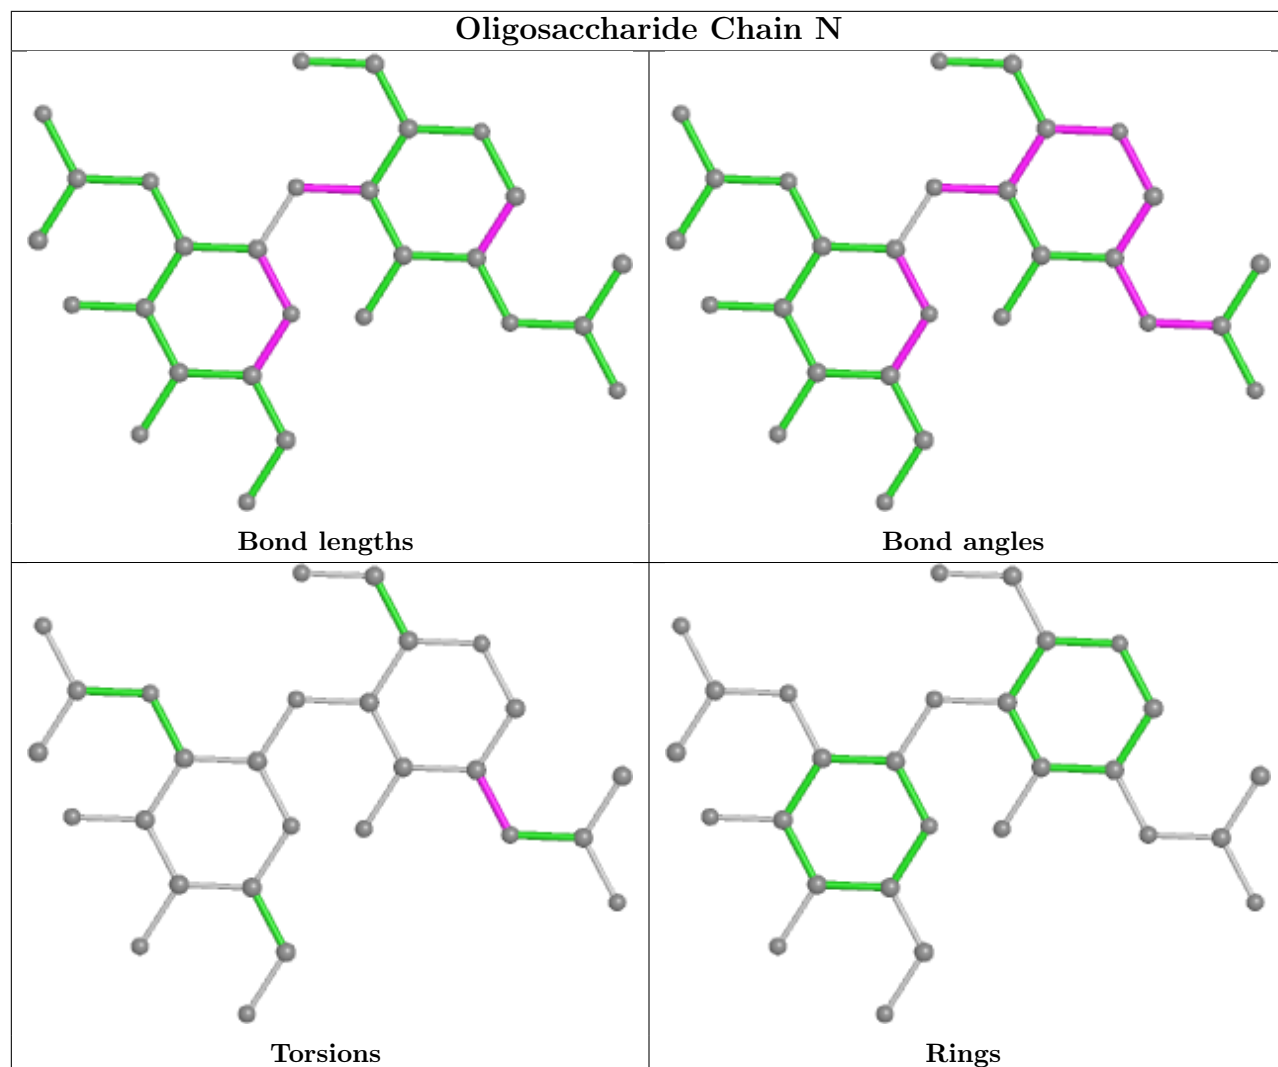 Oligosaccharide Chain N
Bond lengths
Bond angles
Torsions
Rings